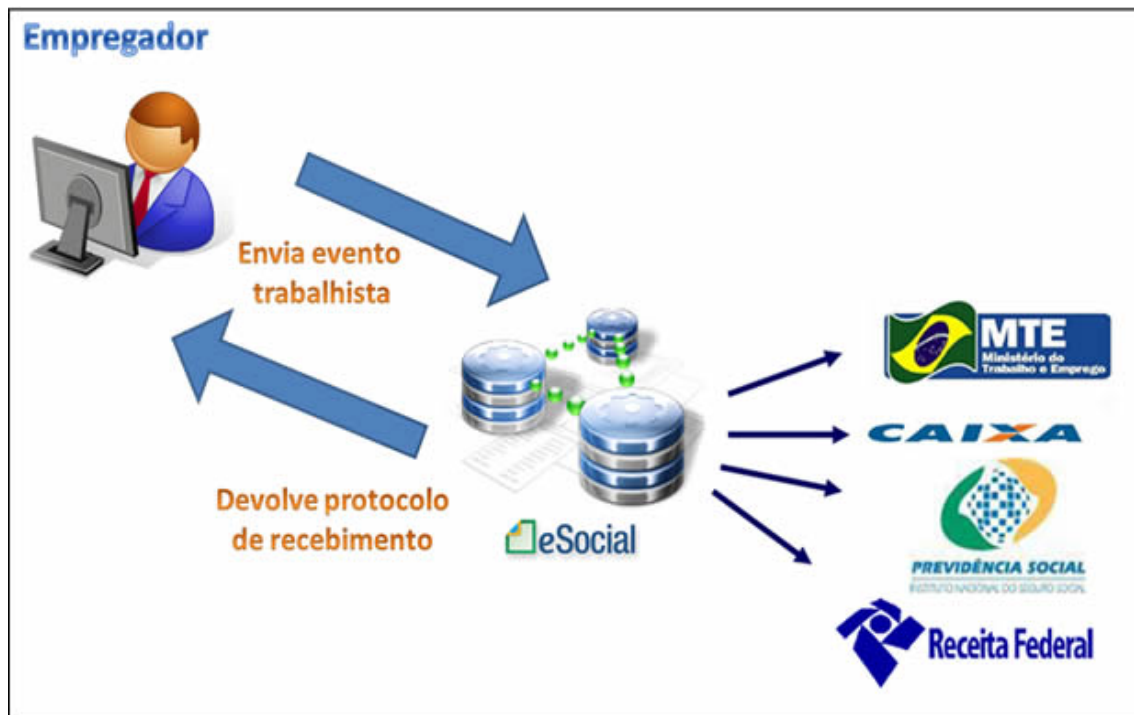 Empregador
Envia evento
trabalhista
Devolve protocolo
de recebimento
eSocial
MTE
Ministério do
Trabalho e Emprego
CAIXA
PREVIDÊNCIA SOCIAL
INSTITUTO NACIONAL DO SEGURO SOCIAL
Receita Federal